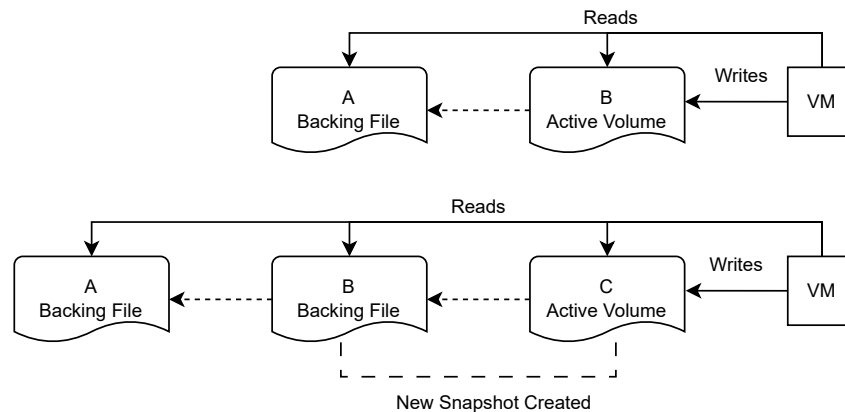 Reads
A
Backing File
B
Active Volume
Writes
VM
Reads
A
Backing File
B
Backing File
C
Active Volume
Writes
VM
New Snapshot Created